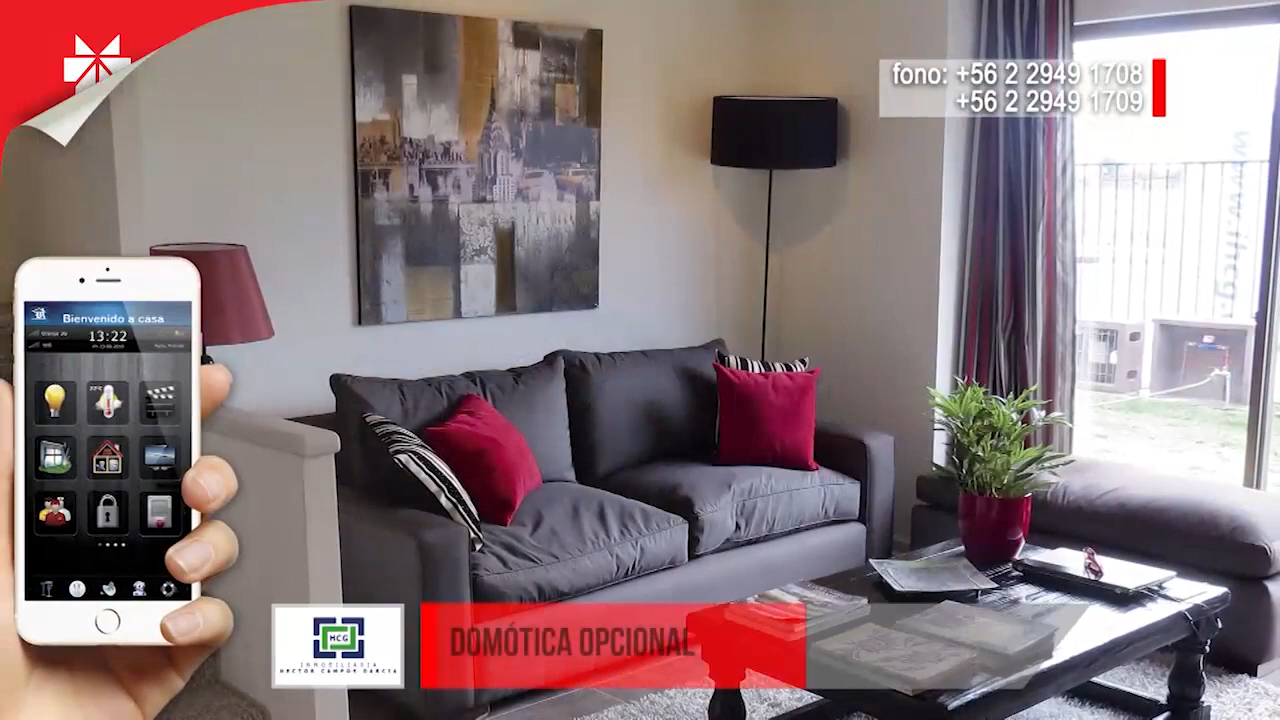 fono: +56 2 2949 1708
+56 2 2949 1709
Bienvenido a casa
13:22
HCG
INMOBILIARIA
HECTOR CAMPOS GARCIA
DOMÓTICA OPCIONAL